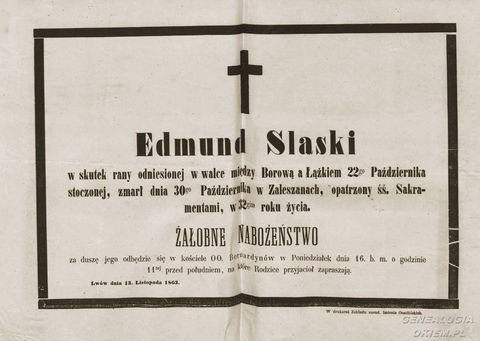 Edmund Slaski
w skutek rany odniesionej w walce między Borową a Łążkiem 22go Października
stoczonej, zmarł dnia 30go Października w Zaleszanach, opatrzony śś. Sakra-
mentami, w 32gim roku życia.
ŻAŁOBNE NABOŻEŃSTWO
za duszę jego odbędzie się w kościele OO. Bernardynów w Poniedziałek dnia 16. b. m. o godzinie
11tej przed południem, na które Rodzice przyjaciół zapraszają.
Lwów dnia 13. Listopada 1863.
W drukarni Zakładu narod. imienia Ossolińskich.
GENEALOGIA
OKIEM.PL